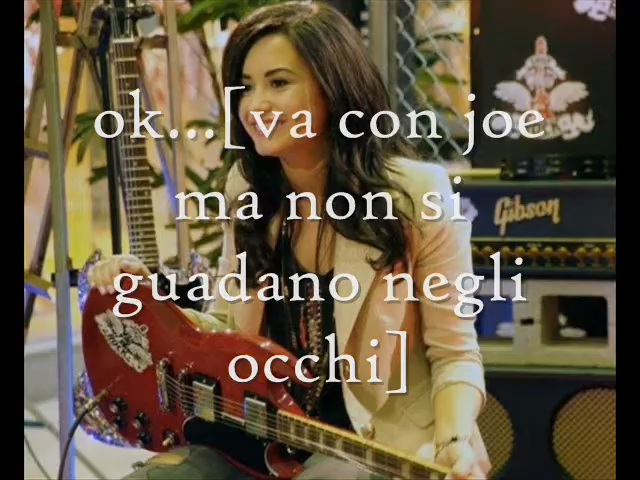 ok...[va con joe
ma non si
guadano negli
occhi]
Gibson